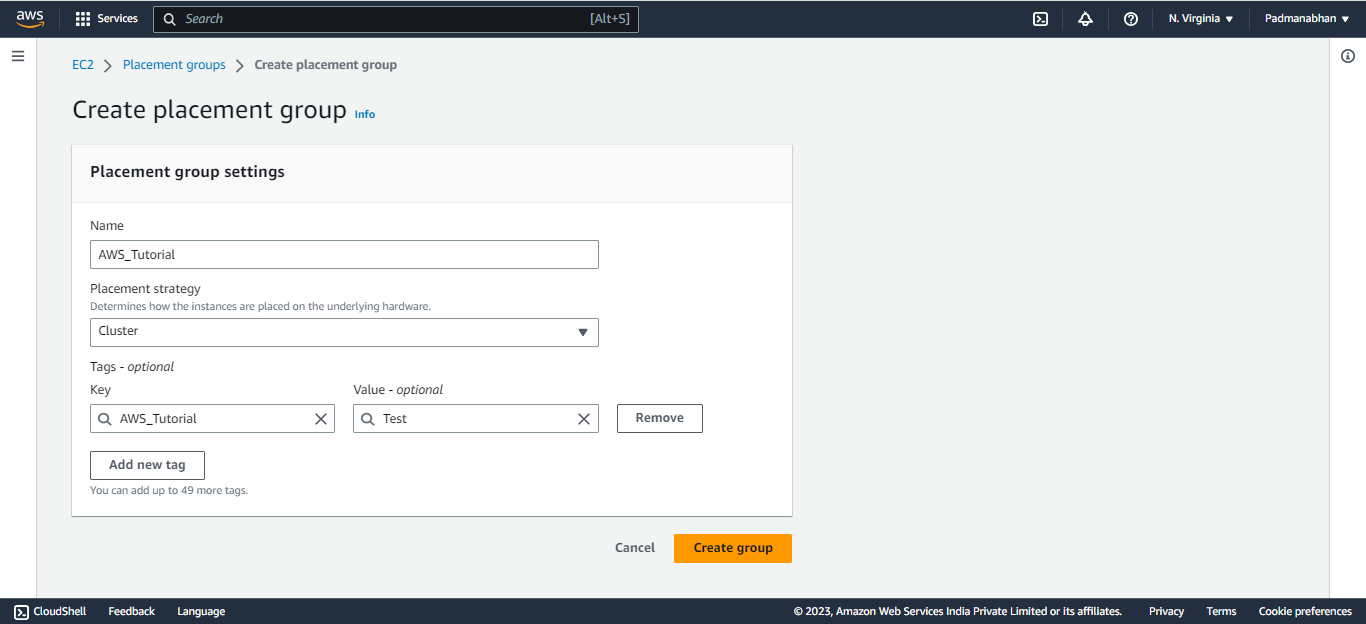 aws Services Search [Alt+S] N. Virginia Padmanabhan
EC2 Placement groups Create placement group
Create placement group Info
Placement group settings
Name
AWS_Tutorial
Placement strategy
Determines how the instances are placed on the underlying hardware.
Cluster
Tags - optional
Key Value - optional
AWS_Tutorial Test Remove
Add new tag
You can add up to 49 more tags.
Cancel Create group
CloudShell Feedback Language © 2023, Amazon Web Services India Private Limited or its affiliates. Privacy Terms Cookie preferences